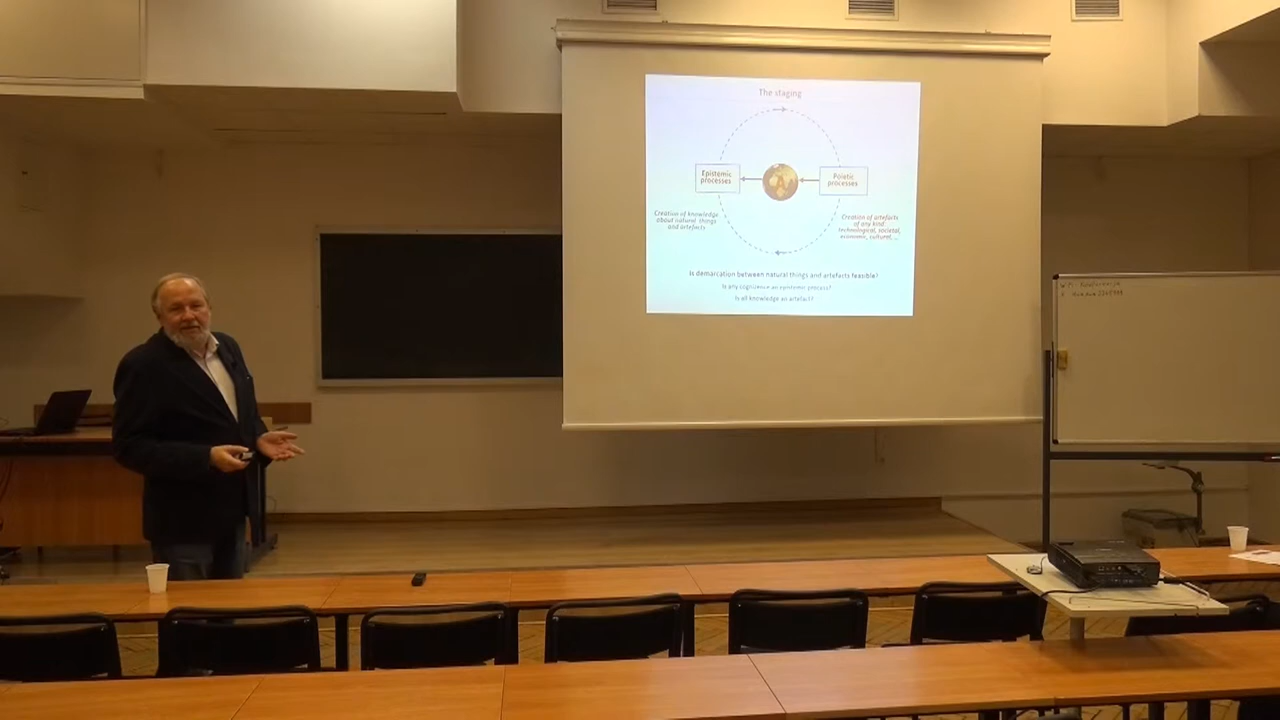 The staging
Epistemic
processes
Poietic
processes
Creation of knowledge
about natural things
and artefacts
Creation of artefacts
of any kind
technological, societal,
economic, cultural, ..
Is demarcation between natural things and artefacts feasible?
Is any cognizance an epistemic process?
Is all knowledge an artefact?